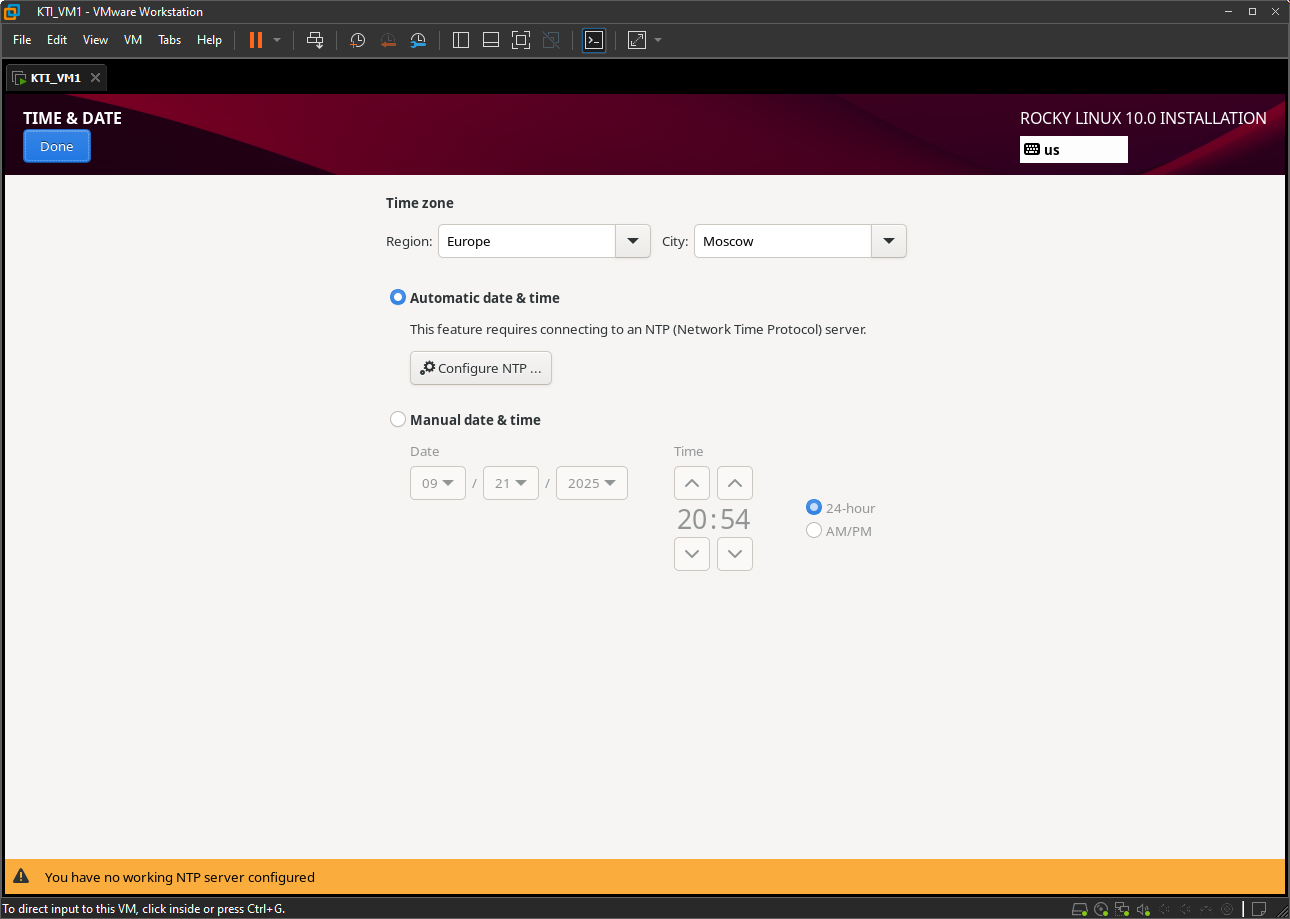 KTI_VM1 - VMware Workstation
File Edit View VM Tabs Help
KTI_VM1
TIME & DATE
ROCKY LINUX 10.0 INSTALLATION
Done
us
Time zone
Region: Europe City: Moscow
Automatic date & time
This feature requires connecting to an NTP (Network Time Protocol) server.
Configure NTP ...
Manual date & time
Date Time
09 / 21 / 2025
20:54
24-hour
AM/PM
You have no working NTP server configured
To direct input to this VM, click inside or press Ctrl+G.